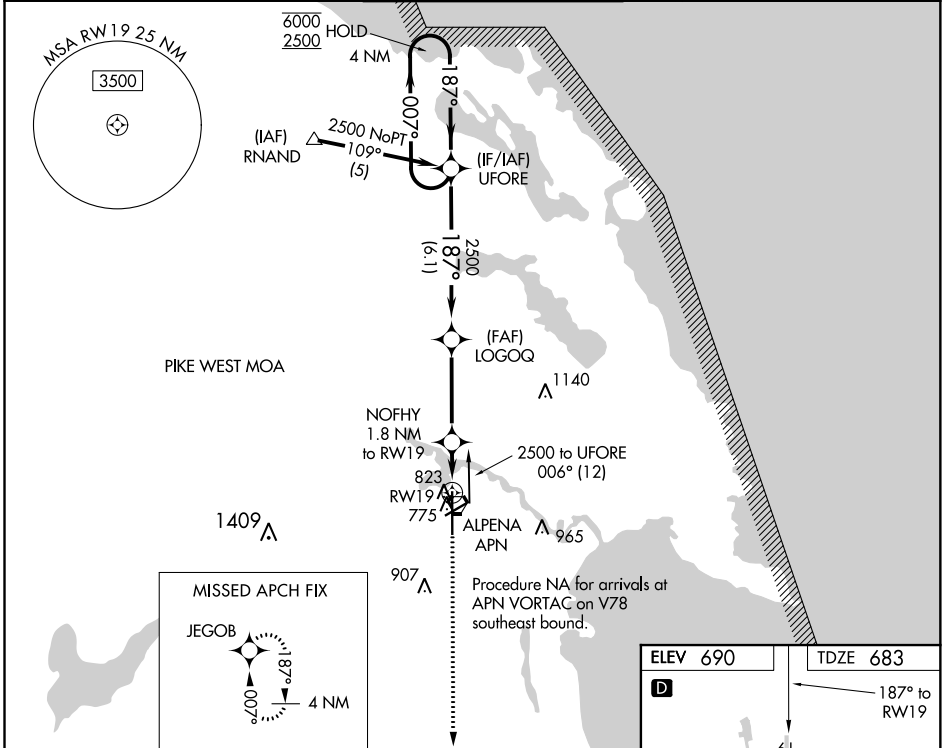 MSA RW19 25 NM
3500
6000
2500
HOLD
4 NM
187°
007°
(IAF)
RNAND
2500 NoPT
109°
(5)
(IF/IAF)
UFORE
2500
187°
(6.1)
(FAF)
LOGOQ
PIKE WEST MOA
1140
NOFHY
1.8 NM
to RW19
2500 to UFORE
006° (12)
823
RW19
775
1409
ALPENA
APN
965
907
Procedure NA for arrivals at
APN VORTAC on V78
southeast bound.
MISSED APCH FIX
JEGOB
187°
007°
4 NM
ELEV 690
TDZE 683
D
187° to
RW19